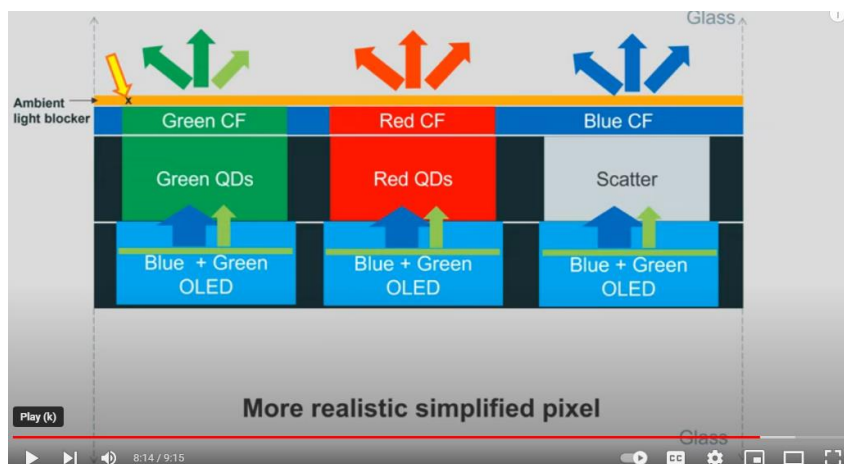 Glass
Ambient
light blocker
x
Green CF
Red CF
Blue CF
Green QDs
Red QDs
Scatter
Blue + Green
OLED
Blue + Green
OLED
Blue + Green
OLED
More realistic simplified pixel
Play (k)
Glass
8:14 / 9:15
CC